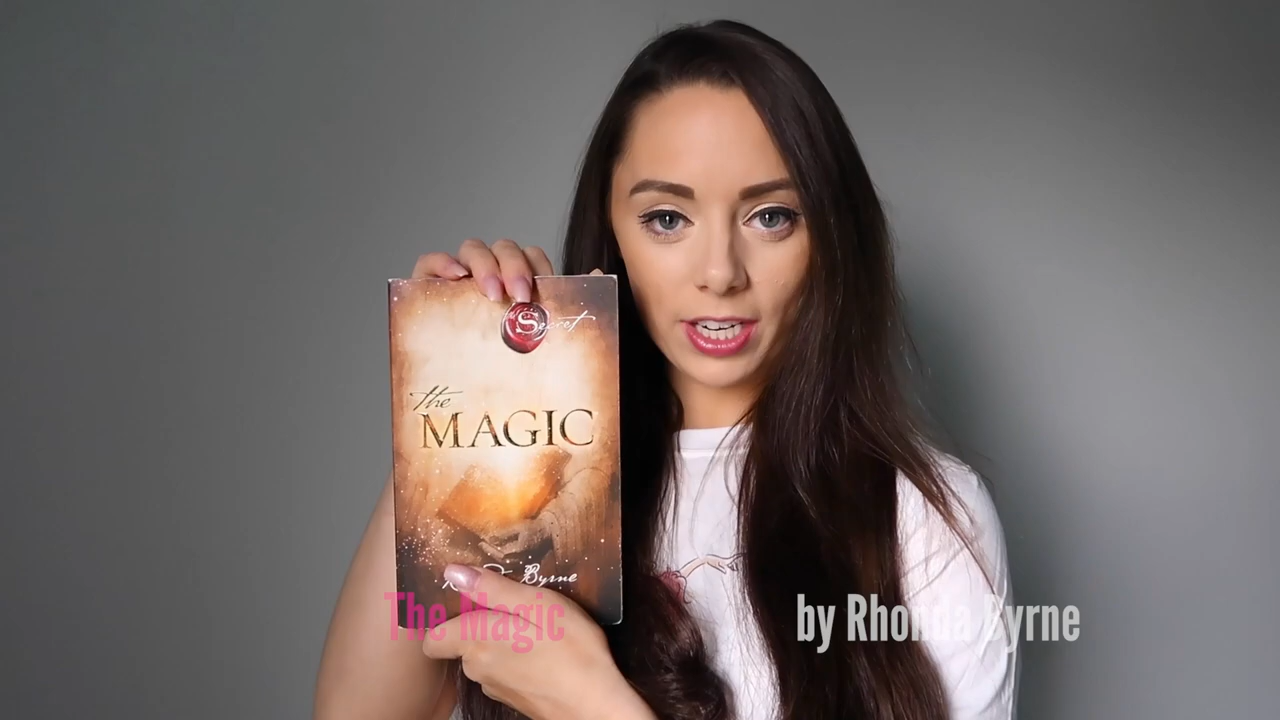 Secret
the
MAGIC
Byrne
The Magic
by Rhonda Byrne